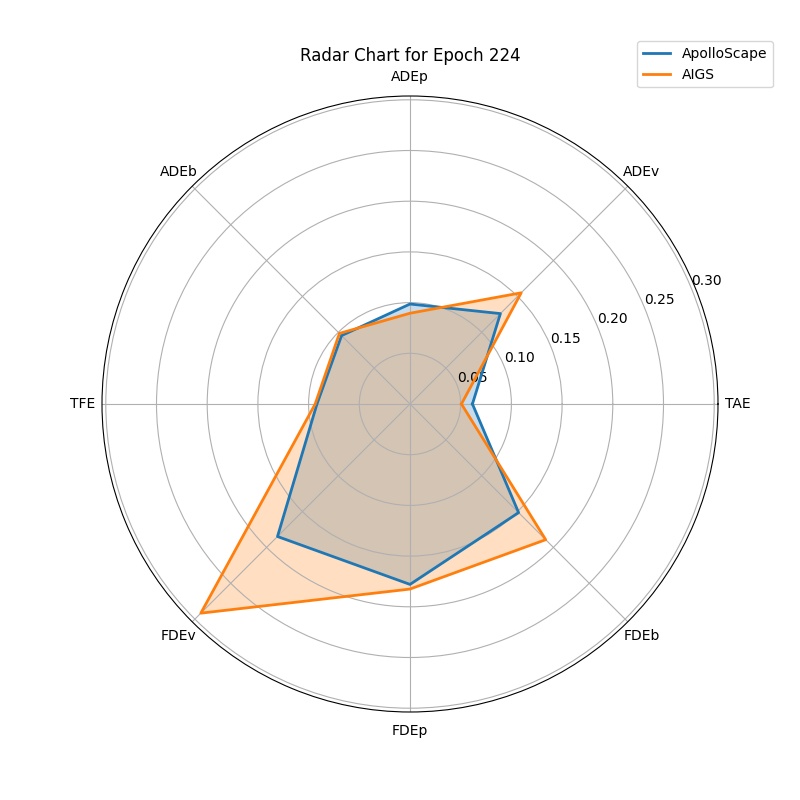 Radar Chart for Epoch 224
ApolloScape
AIGS
ADEp
ADEb
ADEv
0.30
0.25
0.20
0.15
0.10
0.05
TFE
TAE
FDEv
FDEb
FDEp